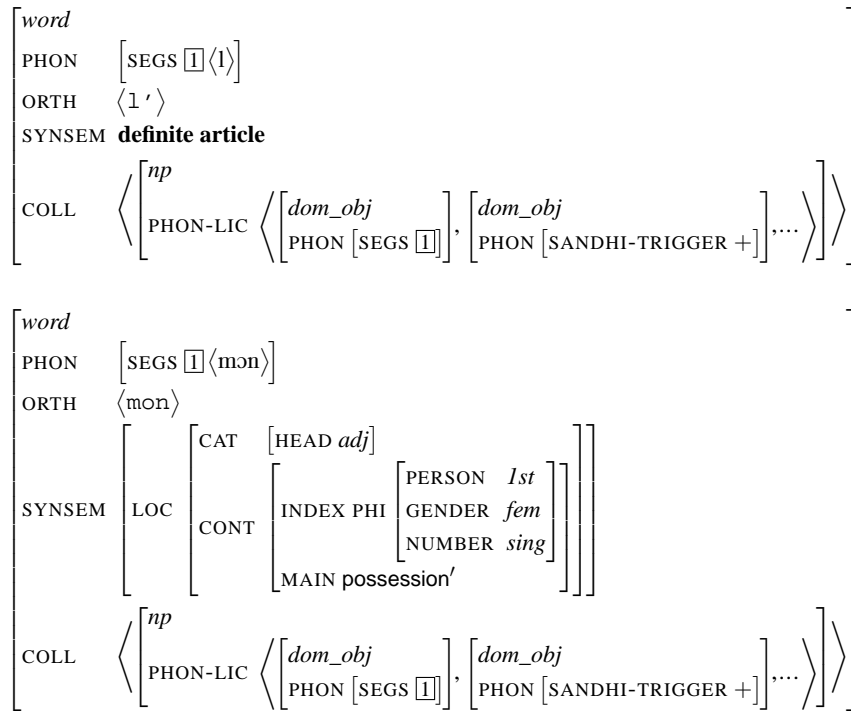 word
PHON [SEGS 1 ⟨l⟩]
ORTH ⟨l'⟩
SYNSEM definite article
COLL ⟨[np
PHON-LIC ⟨[dom_obj
PHON [SEGS 1]], [dom_obj
PHON [SANDHI-TRIGGER +]],...⟩]⟩
word
PHON [SEGS 1 ⟨mɔn⟩]
ORTH ⟨mon⟩
SYNSEM [LOC [CAT [HEAD adj]
CONT [INDEX PHI [PERSON 1st
GENDER fem
NUMBER sing]
MAIN possession′]]]
COLL ⟨[np
PHON-LIC ⟨[dom_obj
PHON [SEGS 1]], [dom_obj
PHON [SANDHI-TRIGGER +]],...⟩]⟩